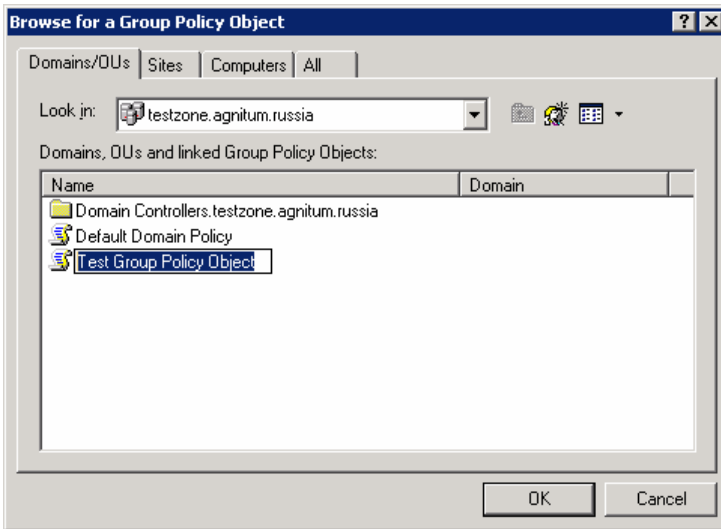 Browse for a Group Policy Object
Domains/OUs Sites Computers All
Look in: testzone.agnitum.russia
Domains, OUs and linked Group Policy Objects:
Name Domain
Domain Controllers.testzone.agnitum.russia
Default Domain Policy
Test Group Policy Object
OK Cancel